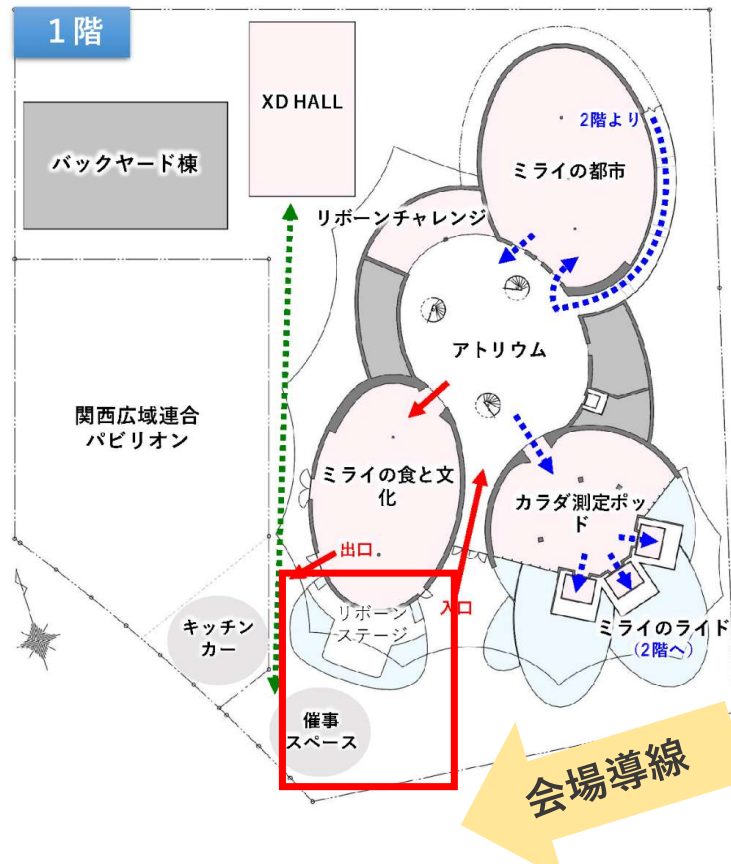 1階
XD HALL
バックヤード棟
2階より
ミライの都市
リボーンチャレンジ
アトリウム
関西広域連合
パビリオン
ミライの食と文
化
カラダ測定ポッ
ド
出口
入口
リボーン
ステージ
キッチン
カー
ミライのライド
(2階へ)
催事
スペース
会場導線